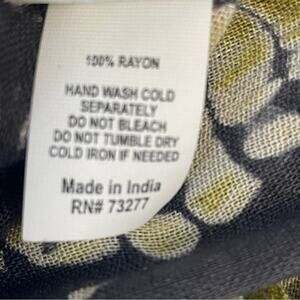 100% RAYON
HAND WASH COLD
SEPARATELY
DO NOT BLEACH
DO NOT TUMBLE DRY
COLD IRON IF NEEDED
Made in India
RN# 73277